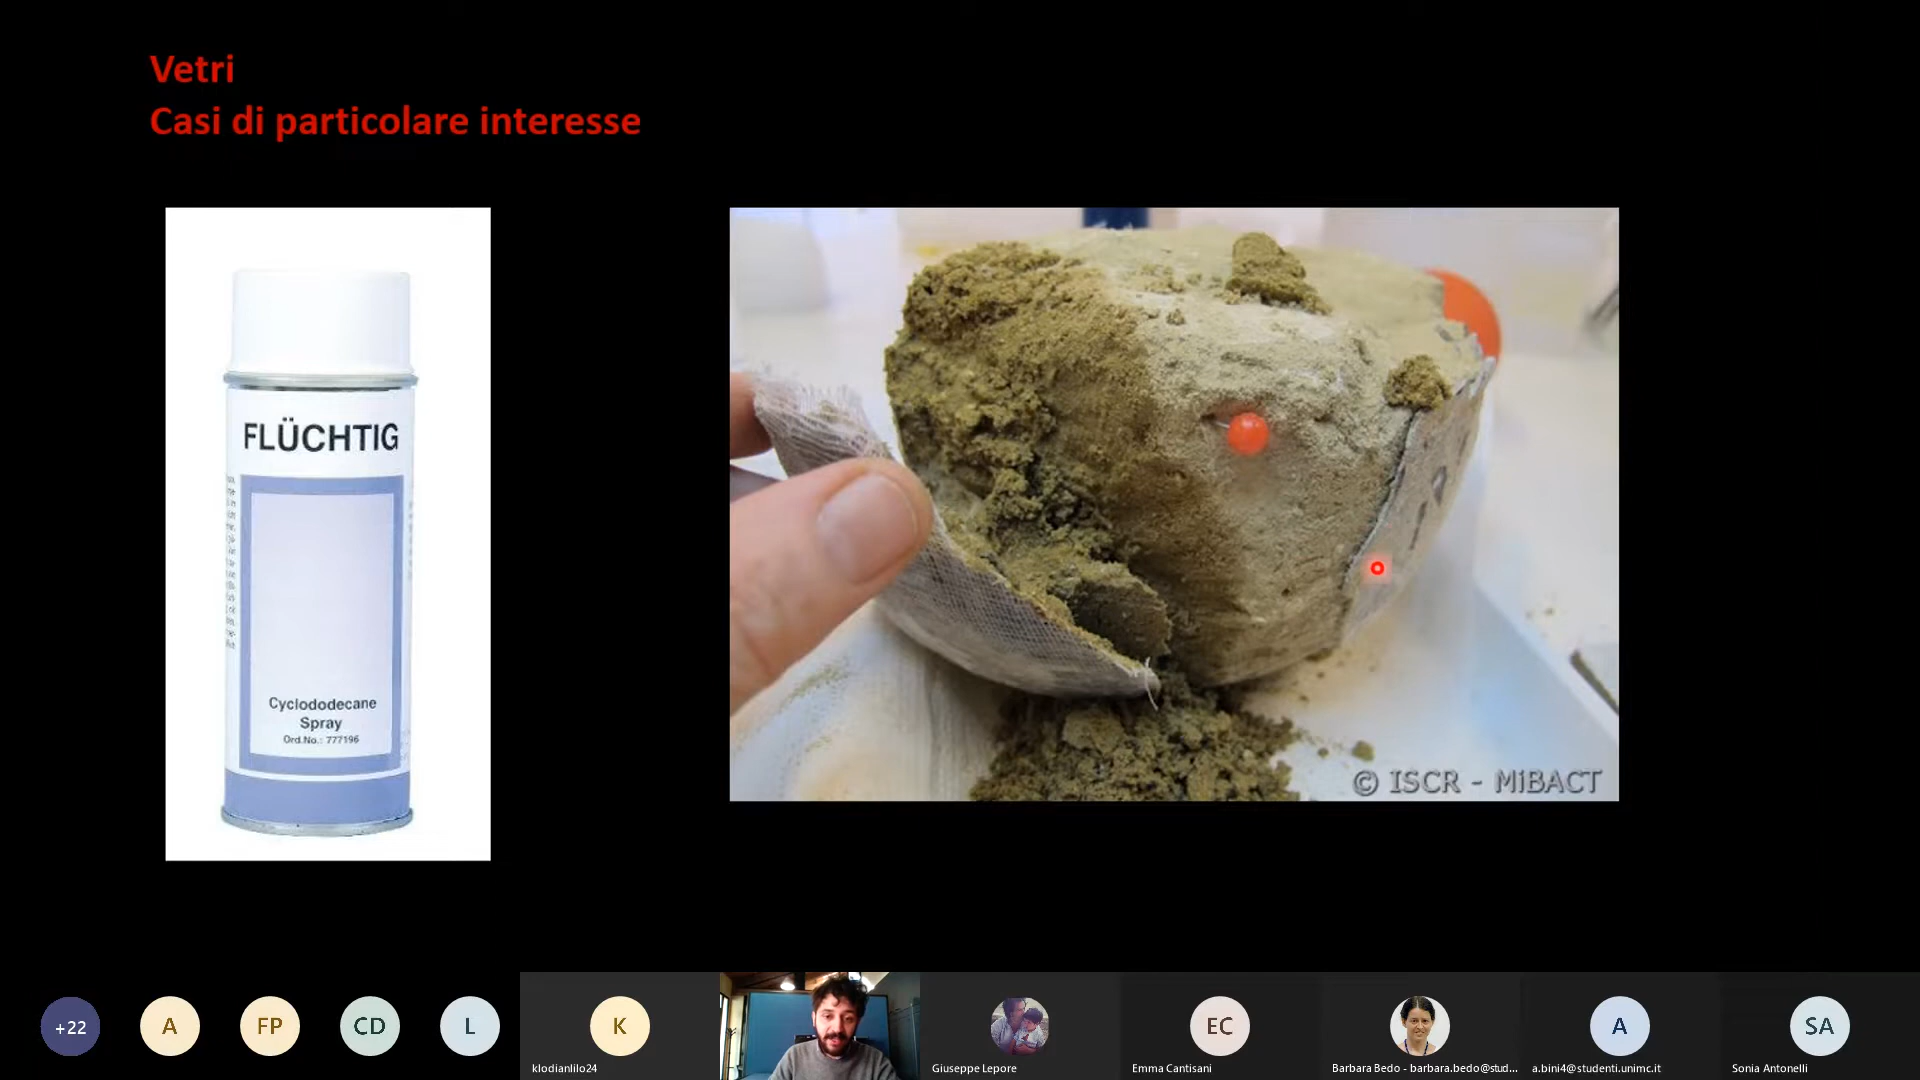 Vetri
Casi di particolare interesse
FLÜCHTIG
Cyclododecane
Spray
Ord.No.: 777196
© ISCR - MiBACT
+22
A
FP
CD
L
K
EC
A
SA
klodianlilo24
Giuseppe Lepore
Emma Cantisani
Barbara Bedo - barbara.bedo@stud...
a.bini4@studenti.unimc.it
Sonia Antonelli